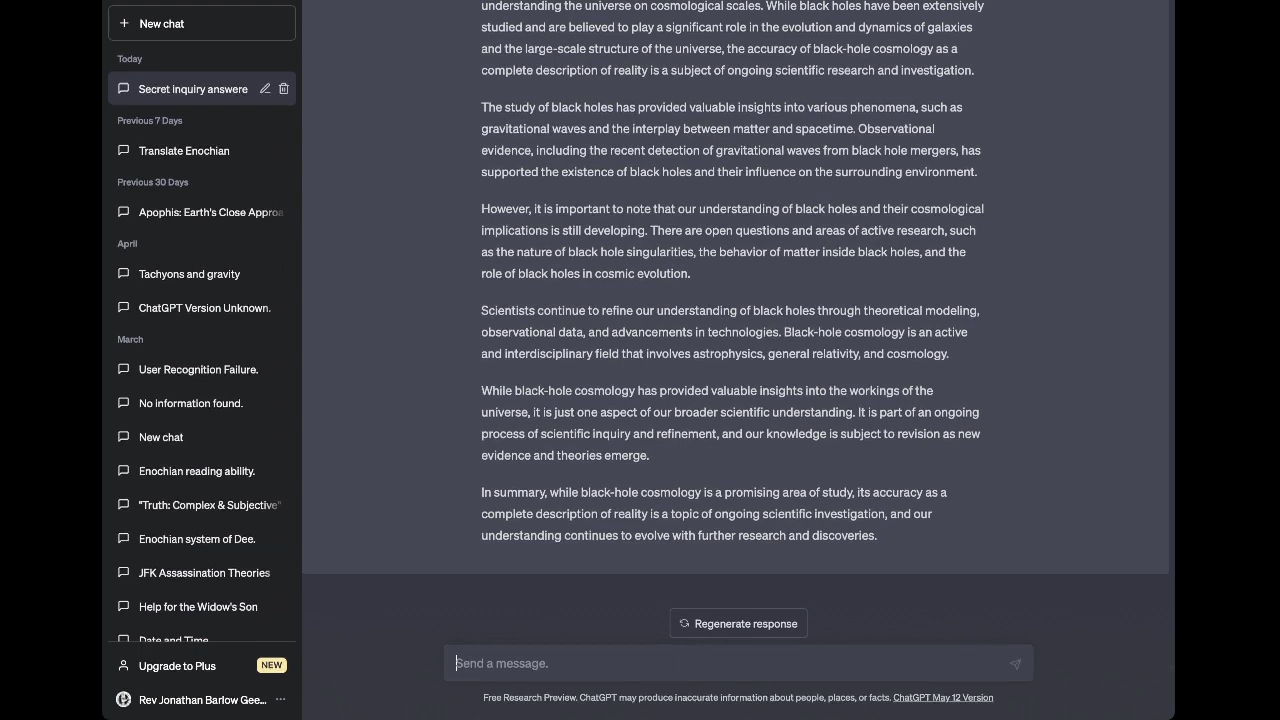 New chat
Today
Secret inquiry answere
Previous 7 Days
Translate Enochian
Previous 30 Days
Apophis: Earth's Close Approa
April
Tachyons and gravity
ChatGPT Version Unknown.
March
User Recognition Failure.
No information found.
New chat
Enochian reading ability.
"Truth: Complex & Subjective"
Enochian system of Dee.
JFK Assassination Theories
Help for the Widow's Son
Date and Time
Upgrade to Plus NEW
Rev Jonathan Barlow Gee...
understanding the universe on cosmological scales. While black holes have been extensively
studied and are believed to play a significant role in the evolution and dynamics of galaxies
and the large-scale structure of the universe, the accuracy of black-hole cosmology as a
complete description of reality is a subject of ongoing scientific research and investigation.
The study of black holes has provided valuable insights into various phenomena, such as
gravitational waves and the interplay between matter and spacetime. Observational
evidence, including the recent detection of gravitational waves from black hole mergers, has
supported the existence of black holes and their influence on the surrounding environment.
However, it is important to note that our understanding of black holes and their cosmological
implications is still developing. There are open questions and areas of active research, such
as the nature of black hole singularities, the behavior of matter inside black holes, and the
role of black holes in cosmic evolution.
Scientists continue to refine our understanding of black holes through theoretical modeling,
observational data, and advancements in technologies. Black-hole cosmology is an active
and interdisciplinary field that involves astrophysics, general relativity, and cosmology.
While black-hole cosmology has provided valuable insights into the workings of the
universe, it is just one aspect of our broader scientific understanding. It is part of an ongoing
process of scientific inquiry and refinement, and our knowledge is subject to revision as new
evidence and theories emerge.
In summary, while black-hole cosmology is a promising area of study, its accuracy as a
complete description of reality is a topic of ongoing scientific investigation, and our
understanding continues to evolve with further research and discoveries.
Regenerate response
Send a message.
Free Research Preview. ChatGPT may produce inaccurate information about people, places, or facts. ChatGPT May 12 Version